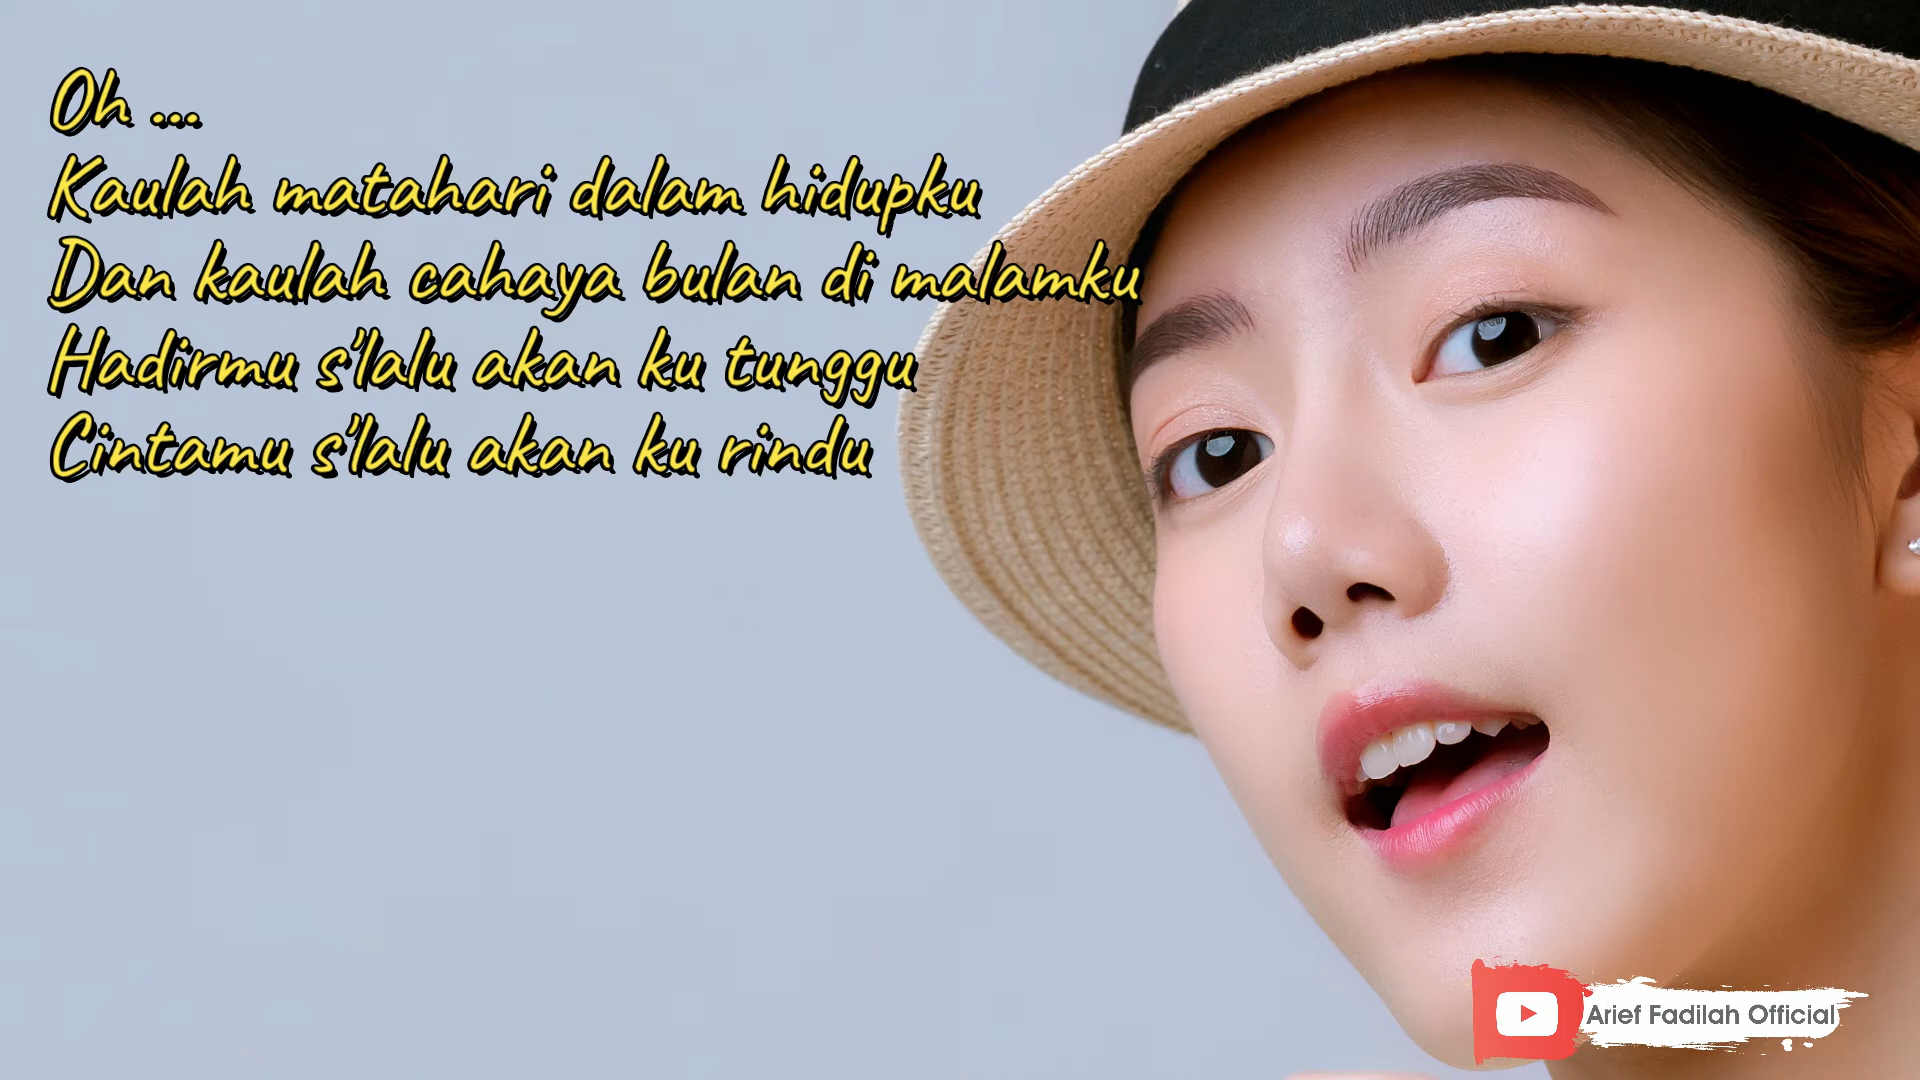 Oh ...
Kaulah matahari dalam hidupku
Dan kaulah cahaya bulan di malamku
Hadirmu s'lalu akan ku tunggu
Cintamu s'lalu akan ku rindu
Arief Fadilah Official